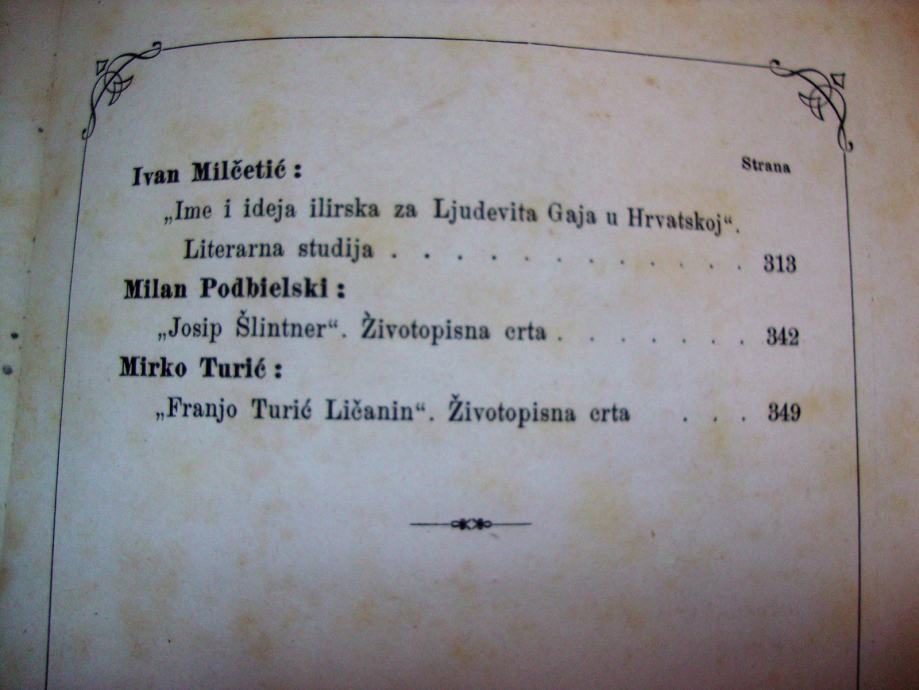 Strana
Ivan Milčetić:
„Ime i ideja ilirska za Ljudevita Gaja u Hrvatskoj“.
Literarna studija . . . . . . . . . . . . 313
Milan Podbielski:
„Josip Šlintner“. Životopisna crta . . . . . . . 342
Mirko Turić:
„Franjo Turić Ličanin“. Životopisna crta . . . 349